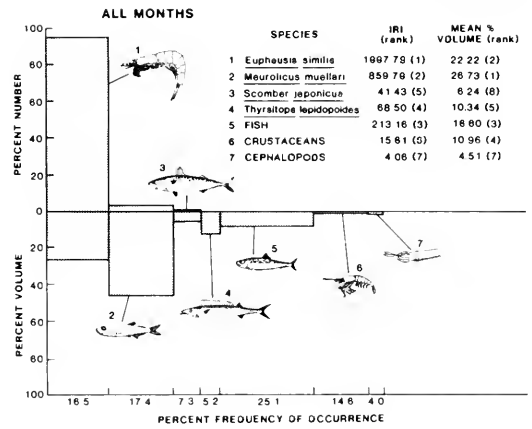 ALL MONTHS
SPECIES
IRI (rank)
MEAN % VOLUME (rank)
1 Euphausia similis 1997 79 (1) 22.22 (2)
2 Maurolicus muelleri 859 79 (2) 26.73 (1)
3 Scomber japonicus 41 43 (5) 6 24 (6)
4 Thyrsitops lepidopoides 68 50 (4) 10.34 (5)
5 FISH 213 16 (3) 16 80 (3)
6 CRUSTACEANS 15 61 (6) 10 96 (4)
7 CEPHALOPODS 4 06 (7) 4.51 (7)
PERCENT NUMBER
100
80
60
40
20
0
20
40
60
80
100
PERCENT VOLUME
1
2
3
4
5
6
7
16 5 17 4 7 3 5 2 25 1 14 6 4 0
PERCENT FREQUENCY OF OCCURRENCE